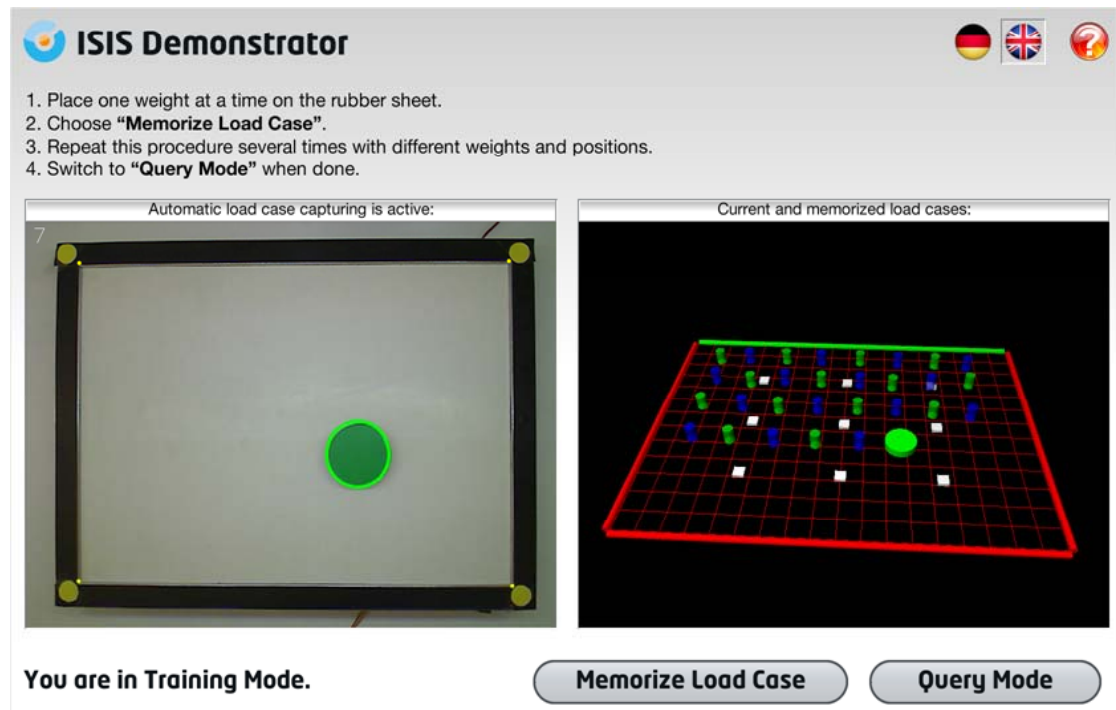 ISIS Demonstrator
1. Place one weight at a time on the rubber sheet.
2. Choose “Memorize Load Case”.
3. Repeat this procedure several times with different weights and positions.
4. Switch to “Query Mode” when done.
Automatic load case capturing is active:
Current and memorized load cases:
7
You are in Training Mode.
Memorize Load Case
Query Mode